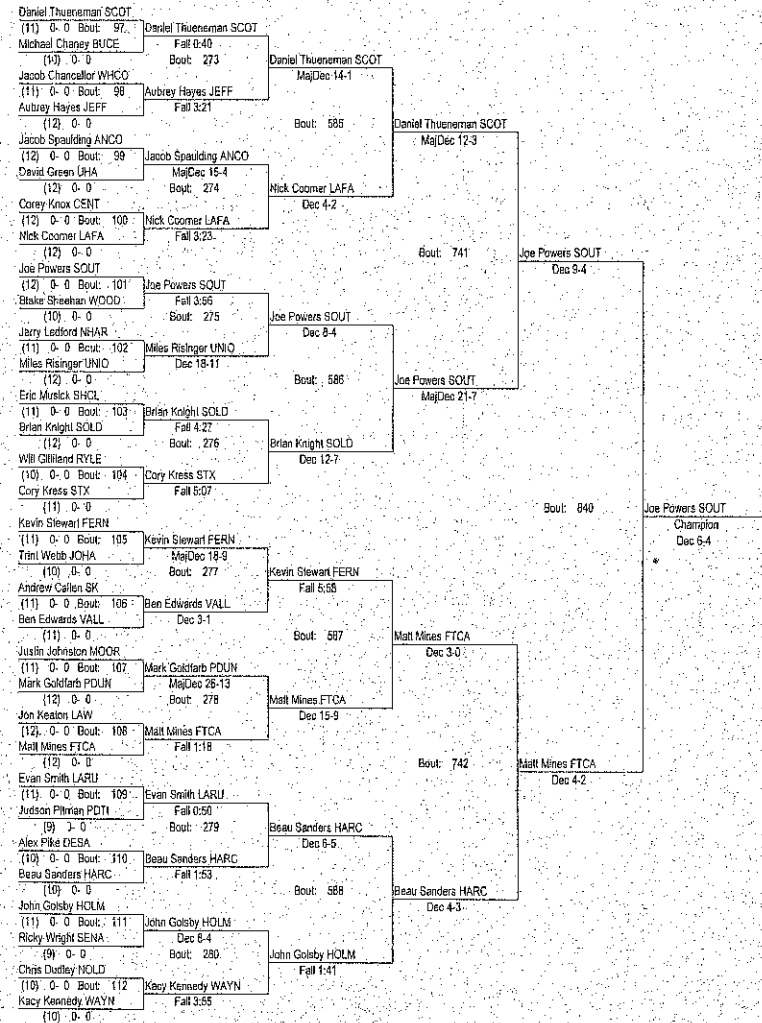 Daniel Thueneman SCOT
(11) 0- 0 Bout: 97
Michael Chaney BUCE
(10) 0- 0
Jacob Chancellor WHCO
(11) 0- 0 Bout: 98
Aubrey Hayes JEFF
(12) 0- 0
Jacob Spaulding ANCO
(12) 0- 0 Bout: 99
David Green UHA
(12) 0- 0
Corey Knox CENT
(12) 0- 0 Bout: 100
Nick Coomer LAFA
(12) 0- 0
Joe Powers SOUT
(12) 0- 0 Bout: 101
Blake Sheehan WOOD
(10) 0- 0
Jerry Ledford NHAR
(11) 0- 0 Bout: 102
Miles Risinger UNIO
(12) 0- 0
Eric Musick SHCL
(11) 0- 0 Bout: 103
Brian Knight SOLD
(12) 0- 0
Will Gilliland RYLE
(10) 0- 0 Bout: 104
Cory Kress STX
(11) 0- 0
Kevin Stewart FERN
(11) 0- 0 Bout: 105
Trint Webb JOHA
(10) 0- 0
Andrew Callen SK
(11) 0- 0 Bout: 106
Ben Edwards VALL
(11) 0- 0
Justin Johnston MOOR
(11) 0- 0 Bout: 107
Mark Goldfarb PDUN
(12) 0- 0
Jon Keaton LAW
(12) 0- 0 Bout: 108
Matt Mines FTCA
(12) 0- 0
Evan Smith LARU
(11) 0- 0 Bout: 109
Judson Pitman PDTI
(9) 0- 0
Alex Pike DESA
(10) 0- 0 Bout: 110
Beau Sanders HARC
(10) 0- 0
John Golsby HOLM
(11) 0- 0 Bout: 111
Ricky Wright SENA
(9) 0- 0
Chris Dudley NOLD
(10) 0- 0 Bout: 112
Kacy Kennedy WAYN
(10) 0- 0
Daniel Thueneman SCOT
Fall 0:40
Bout: 273
Aubrey Hayes JEFF
Fall 3:21
Jacob Spaulding ANCO
MajDec 15-4
Bout: 274
Nick Coomer LAFA
Fall 3:23
Joe Powers SOUT
Fall 3:56
Bout: 275
Miles Risinger UNIO
Dec 18-11
Brian Knight SOLD
Fall 4:27
Bout: 276
Cory Kress STX
Fall 5:07
Kevin Stewart FERN
MajDec 18-9
Bout: 277
Ben Edwards VALL
Dec 3-1
Mark Goldfarb PDUN
MajDec 26-13
Bout: 278
Matt Mines FTCA
Fall 1:18
Evan Smith LARU
Fall 0:50
Bout: 279
Beau Sanders HARC
Fall 1:53
John Golsby HOLM
Dec 8-4
Bout: 280
Kacy Kennedy WAYN
Fall 3:55
Daniel Thueneman SCOT
MajDec 14-1
Bout: 585
Nick Coomer LAFA
Dec 4-2
Joe Powers SOUT
Dec 8-4
Bout: 586
Brian Knight SOLD
Dec 12-7
Kevin Stewart FERN
Fall 5:58
Bout: 587
Matt Mines FTCA
Dec 15-9
Beau Sanders HARC
Dec 6-5
Bout: 588
John Golsby HOLM
Fall 1:41
Daniel Thueneman SCOT
MajDec 12-3
Bout: 741
Joe Powers SOUT
MajDec 21-7
Matt Mines FTCA
Dec 3-0
Bout: 742
Beau Sanders HARC
Dec 4-3
Joe Powers SOUT
Dec 9-4
Bout: 840
Matt Mines FTCA
Dec 4-2
Joe Powers SOUT
Champion
Dec 6-4